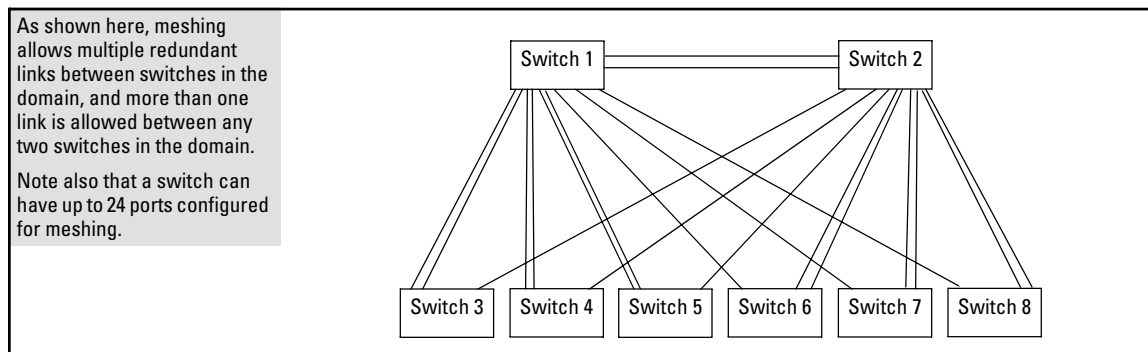 As shown here, meshing
allows multiple redundant
links between switches in the
domain, and more than one
link is allowed between any
two switches in the domain.
Note also that a switch can
have up to 24 ports configured
for meshing.
Switch 1
Switch 2
Switch 3
Switch 4
Switch 5
Switch 6
Switch 7
Switch 8